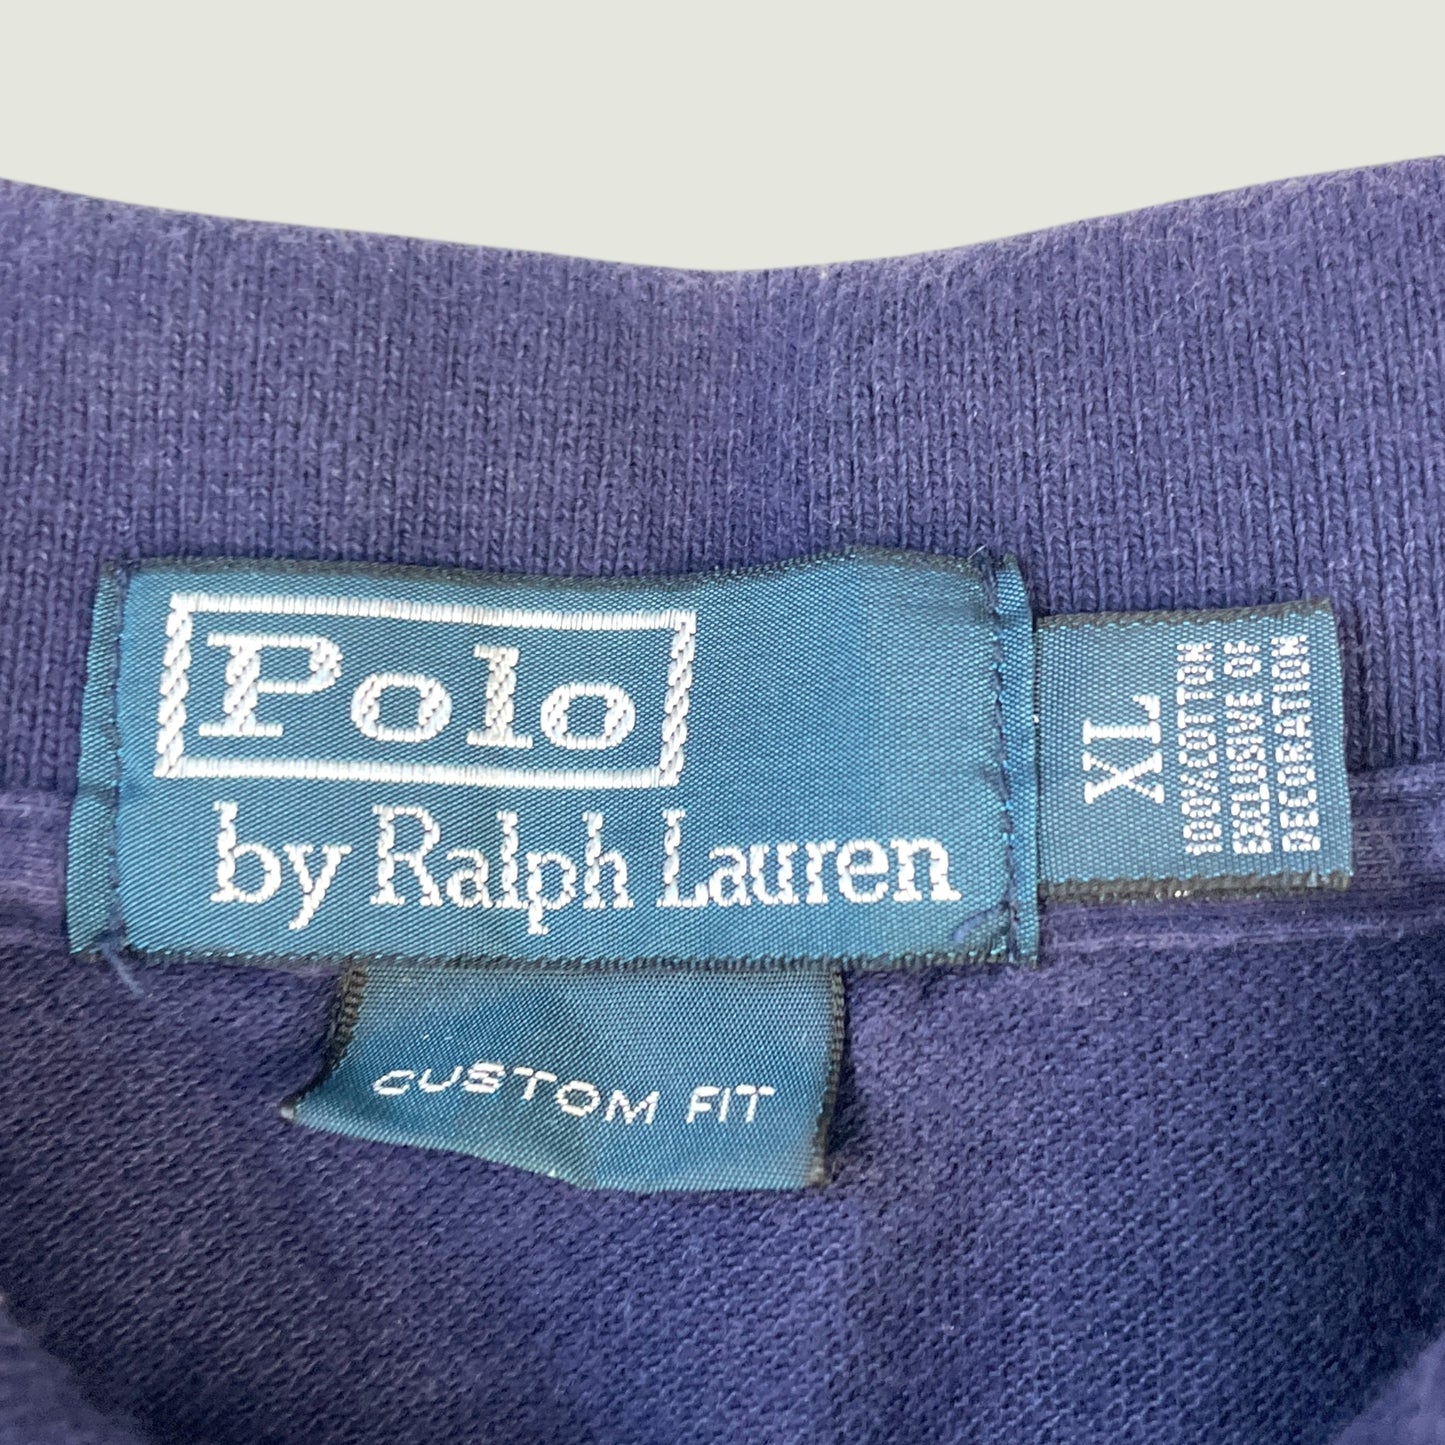 Polo
by Ralph Lauren
XL
100% COTTON
EXCLUSIVE OF
DECORATION
CUSTOM FIT